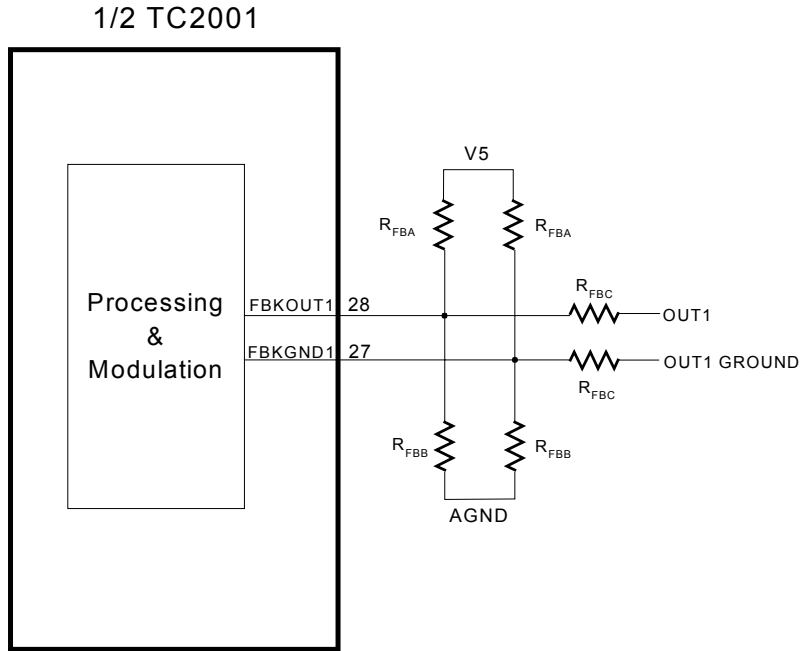 1/2 TC2001
V5
R_FBA
R_FBA
R_FBC
Processing
&
Modulation
FBKOUT1 28
OUT1
FBKGND1 27
OUT1 GROUND
R_FBC
R_FBB
R_FBB
AGND